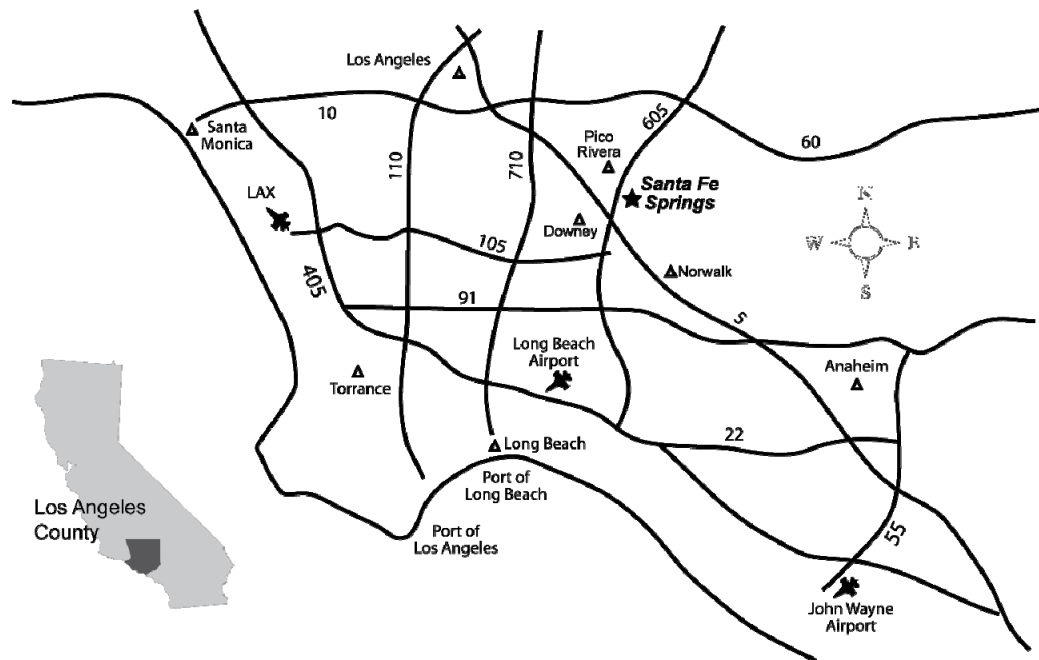 Los Angeles
10
Santa
Monica
110
710
605
Pico
Rivera
60
Santa Fe
Springs
LAX
Downey
N
W
E
S
105
Norwalk
405
91
5
Long Beach
Airport
Anaheim
Torrance
22
Long Beach
Port of
Long Beach
Port of
Los Angeles
55
John Wayne
Airport
Los Angeles
County